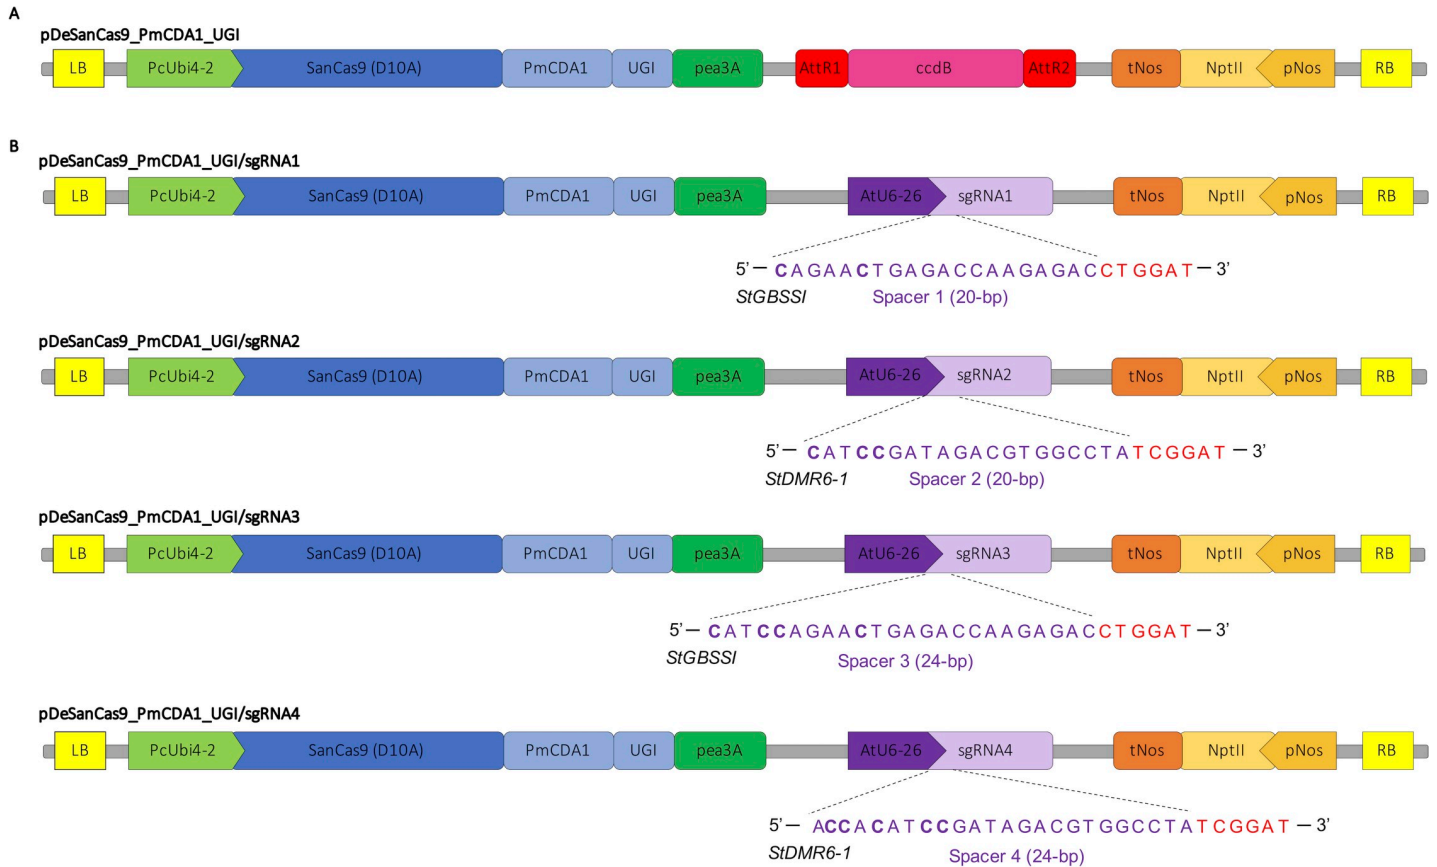 A
pDeSanCas9_PmCDA1_UGI
LB PcUbi4-2 SanCas9 (D10A) PmCDA1 UGI pea3A AttR1 ccdB AttR2 tNos NptII pNos RB
B
pDeSanCas9_PmCDA1_UGI/sgRNA1
LB PcUbi4-2 SanCas9 (D10A) PmCDA1 UGI pea3A AtU6-26 sgRNA1 tNos NptII pNos RB
5’ — CAGAACTGAGACCAAGAGACCTGGAT — 3’
StGBSSI Spacer 1 (20-bp)
pDeSanCas9_PmCDA1_UGI/sgRNA2
LB PcUbi4-2 SanCas9 (D10A) PmCDA1 UGI pea3A AtU6-26 sgRNA2 tNos NptII pNos RB
5’ — CATCCGATAGACGTGGCCTATCGGAT — 3’
StDMR6-1 Spacer 2 (20-bp)
pDeSanCas9_PmCDA1_UGI/sgRNA3
LB PcUbi4-2 SanCas9 (D10A) PmCDA1 UGI pea3A AtU6-26 sgRNA3 tNos NptII pNos RB
5’ — CATCCAGAACTGAGACCAAGAGACCTGGAT — 3’
StGBSSI Spacer 3 (24-bp)
pDeSanCas9_PmCDA1_UGI/sgRNA4
LB PcUbi4-2 SanCas9 (D10A) PmCDA1 UGI pea3A AtU6-26 sgRNA4 tNos NptII pNos RB
5’ — ACCACATCCGATAGACGTGGCCTATCGGAT — 3’
StDMR6-1 Spacer 4 (24-bp)